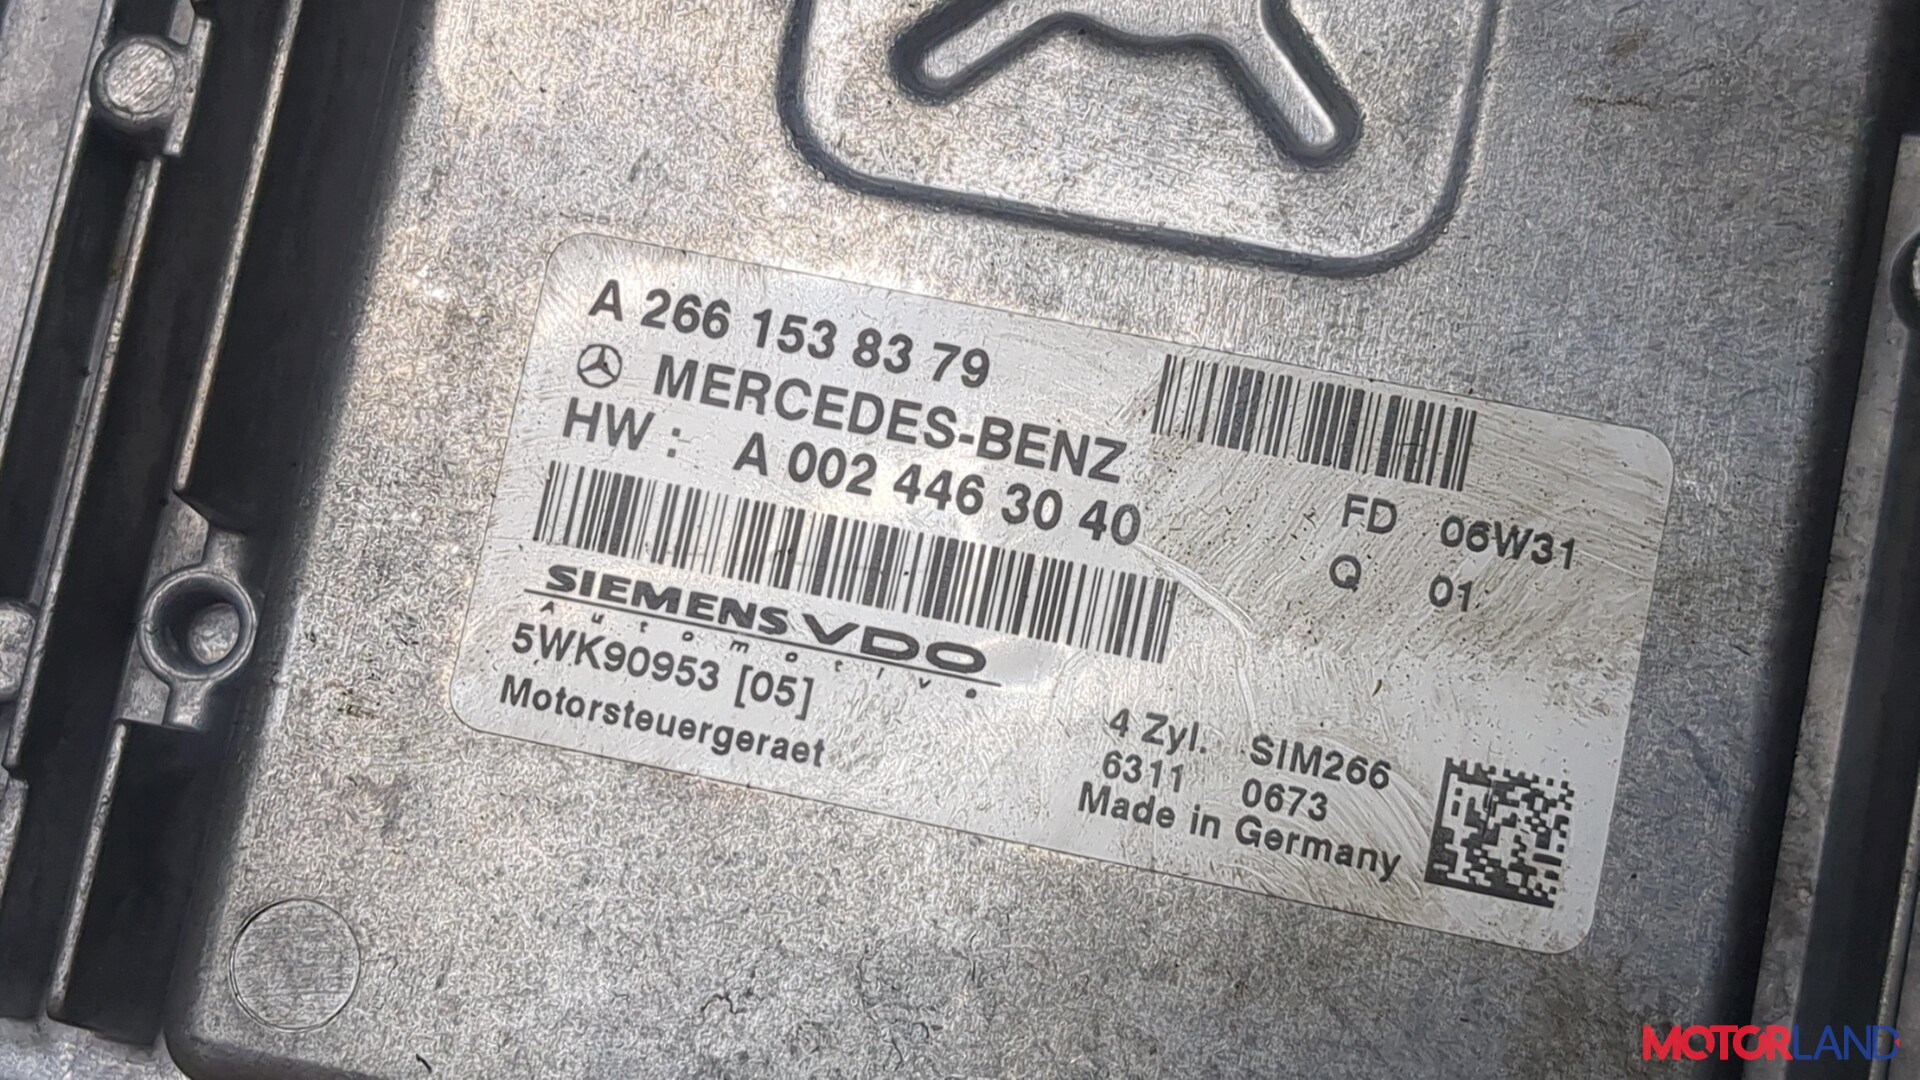 A 266 153 83 79
MERCEDES-BENZ
HW : A 002 446 30 40
FD 06W31
Q 01
SIEMENS VDO
Automotive
5WK90953 [05]
Motorsteuergeraet
4 Zyl. SIM266
6311 0673
Made in Germany
MOTORLAND